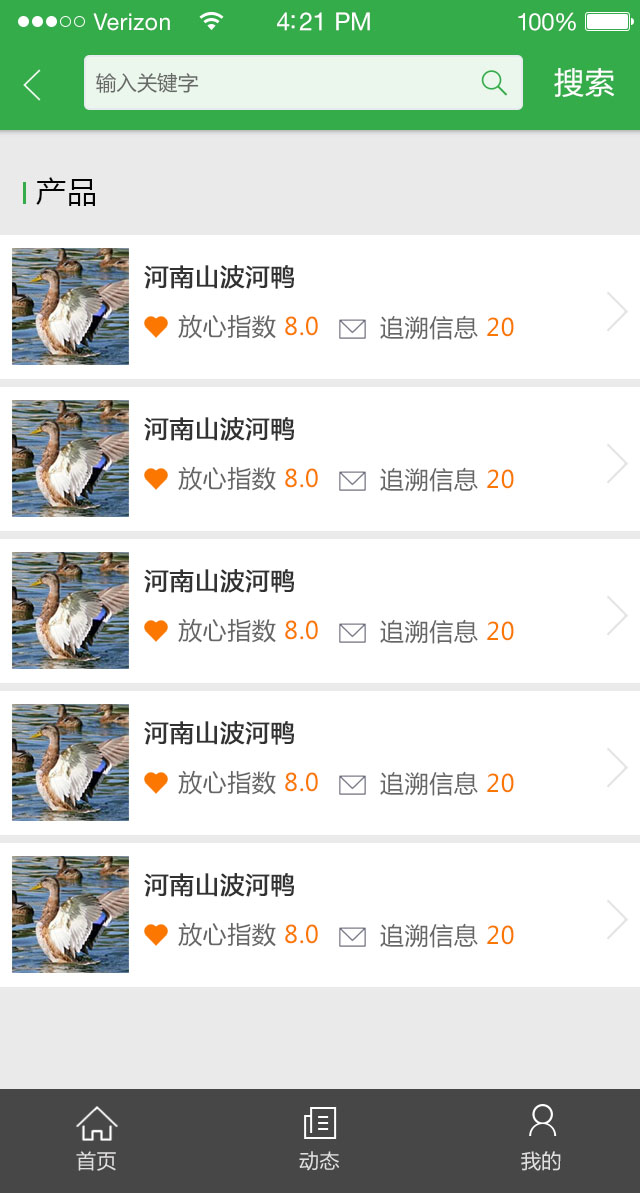 Verizon 4:21 PM 100%
输入关键字 搜索
产品
河南山波河鸭
放心指数 8.0 追溯信息 20
河南山波河鸭
放心指数 8.0 追溯信息 20
河南山波河鸭
放心指数 8.0 追溯信息 20
河南山波河鸭
放心指数 8.0 追溯信息 20
河南山波河鸭
放心指数 8.0 追溯信息 20
首页 动态 我的